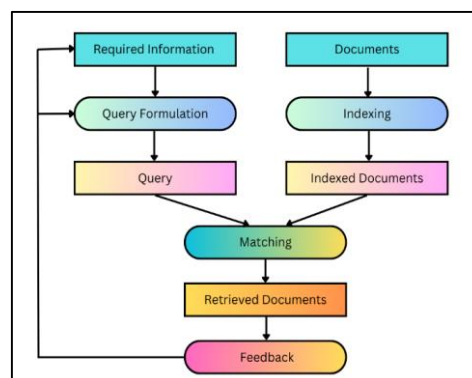 Required Information
Documents
Query Formulation
Indexing
Query
Indexed Documents
Matching
Retrieved Documents
Feedback